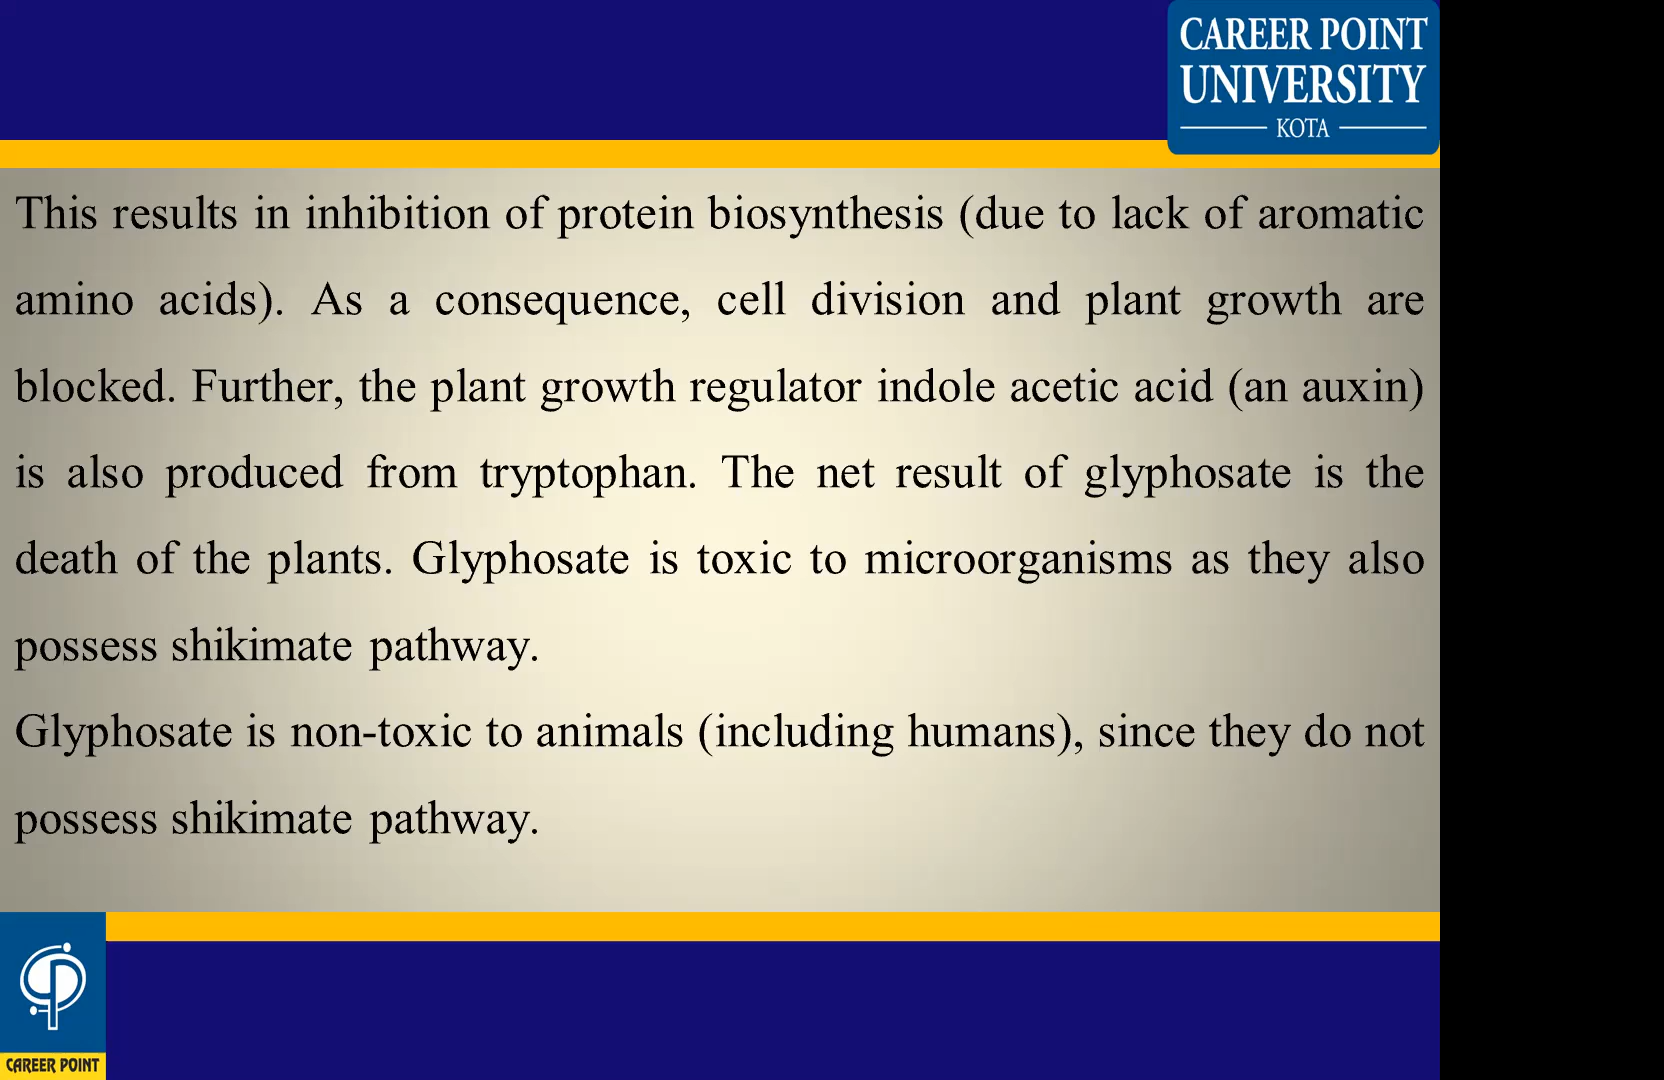 CAREER POINT
UNIVERSITY
KOTA
This results in inhibition of protein biosynthesis (due to lack of aromatic
amino acids). As a consequence, cell division and plant growth are
blocked. Further, the plant growth regulator indole acetic acid (an auxin)
is also produced from tryptophan. The net result of glyphosate is the
death of the plants. Glyphosate is toxic to microorganisms as they also
possess shikimate pathway.
Glyphosate is non-toxic to animals (including humans), since they do not
possess shikimate pathway.
CAREER POINT